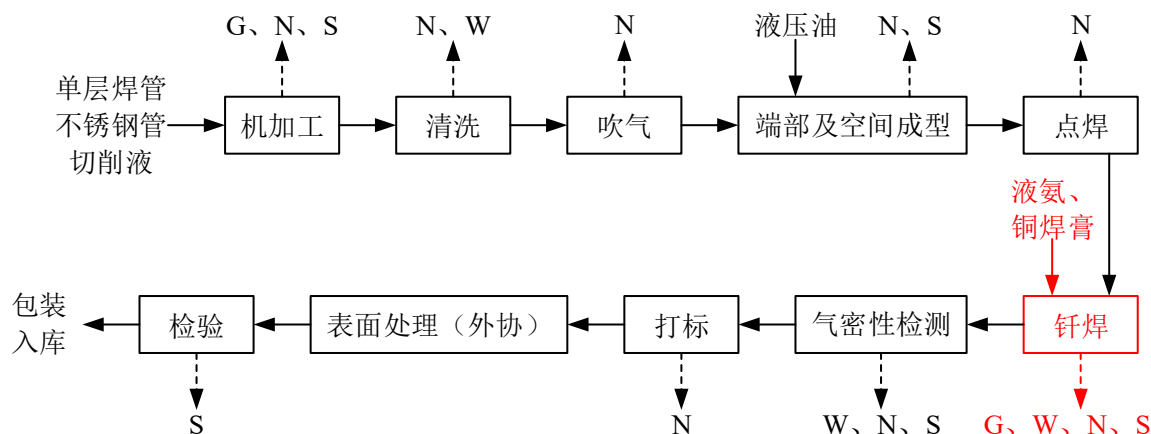 G、N、S
N、W
N
液压油
N、S
N
单层焊管
不锈钢管
切削液
机加工
清洗
吹气
端部及空间成型
点焊
液氨、
铜焊膏
包装
入库
检验
表面处理（外协）
打标
气密性检测
钎焊
S
N
W、N、S
G、W、N、S